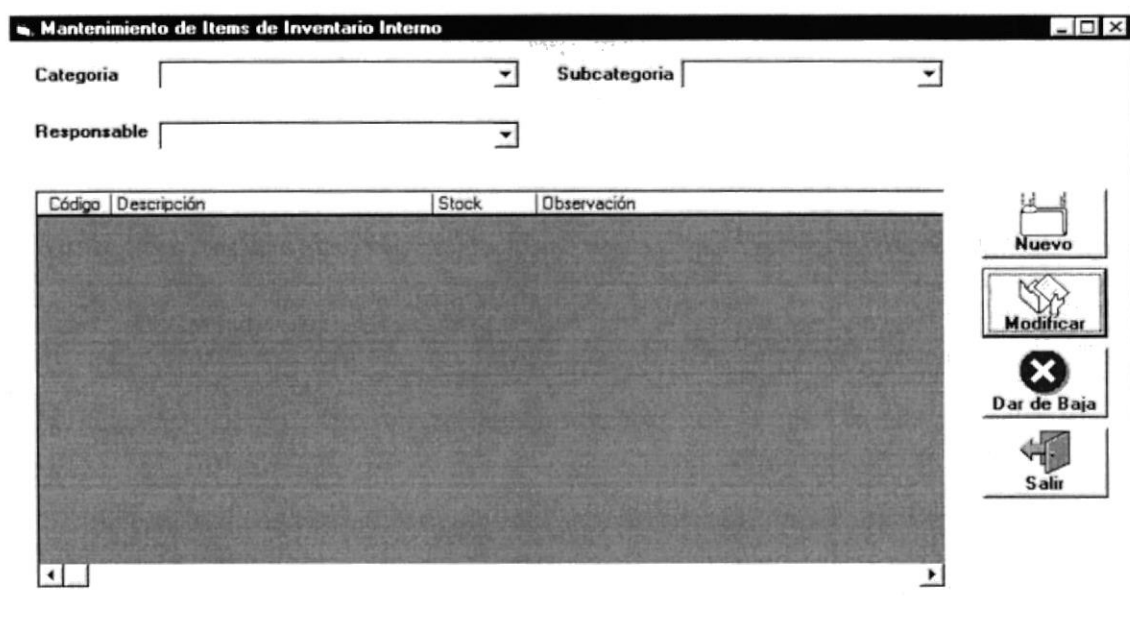 Mantenimiento de Items de Inventario Interno
Categoria Subcategoria
Responsable
Código Descripción Stock Observación
Nuevo
Modificar
Dar de Baja
Salir